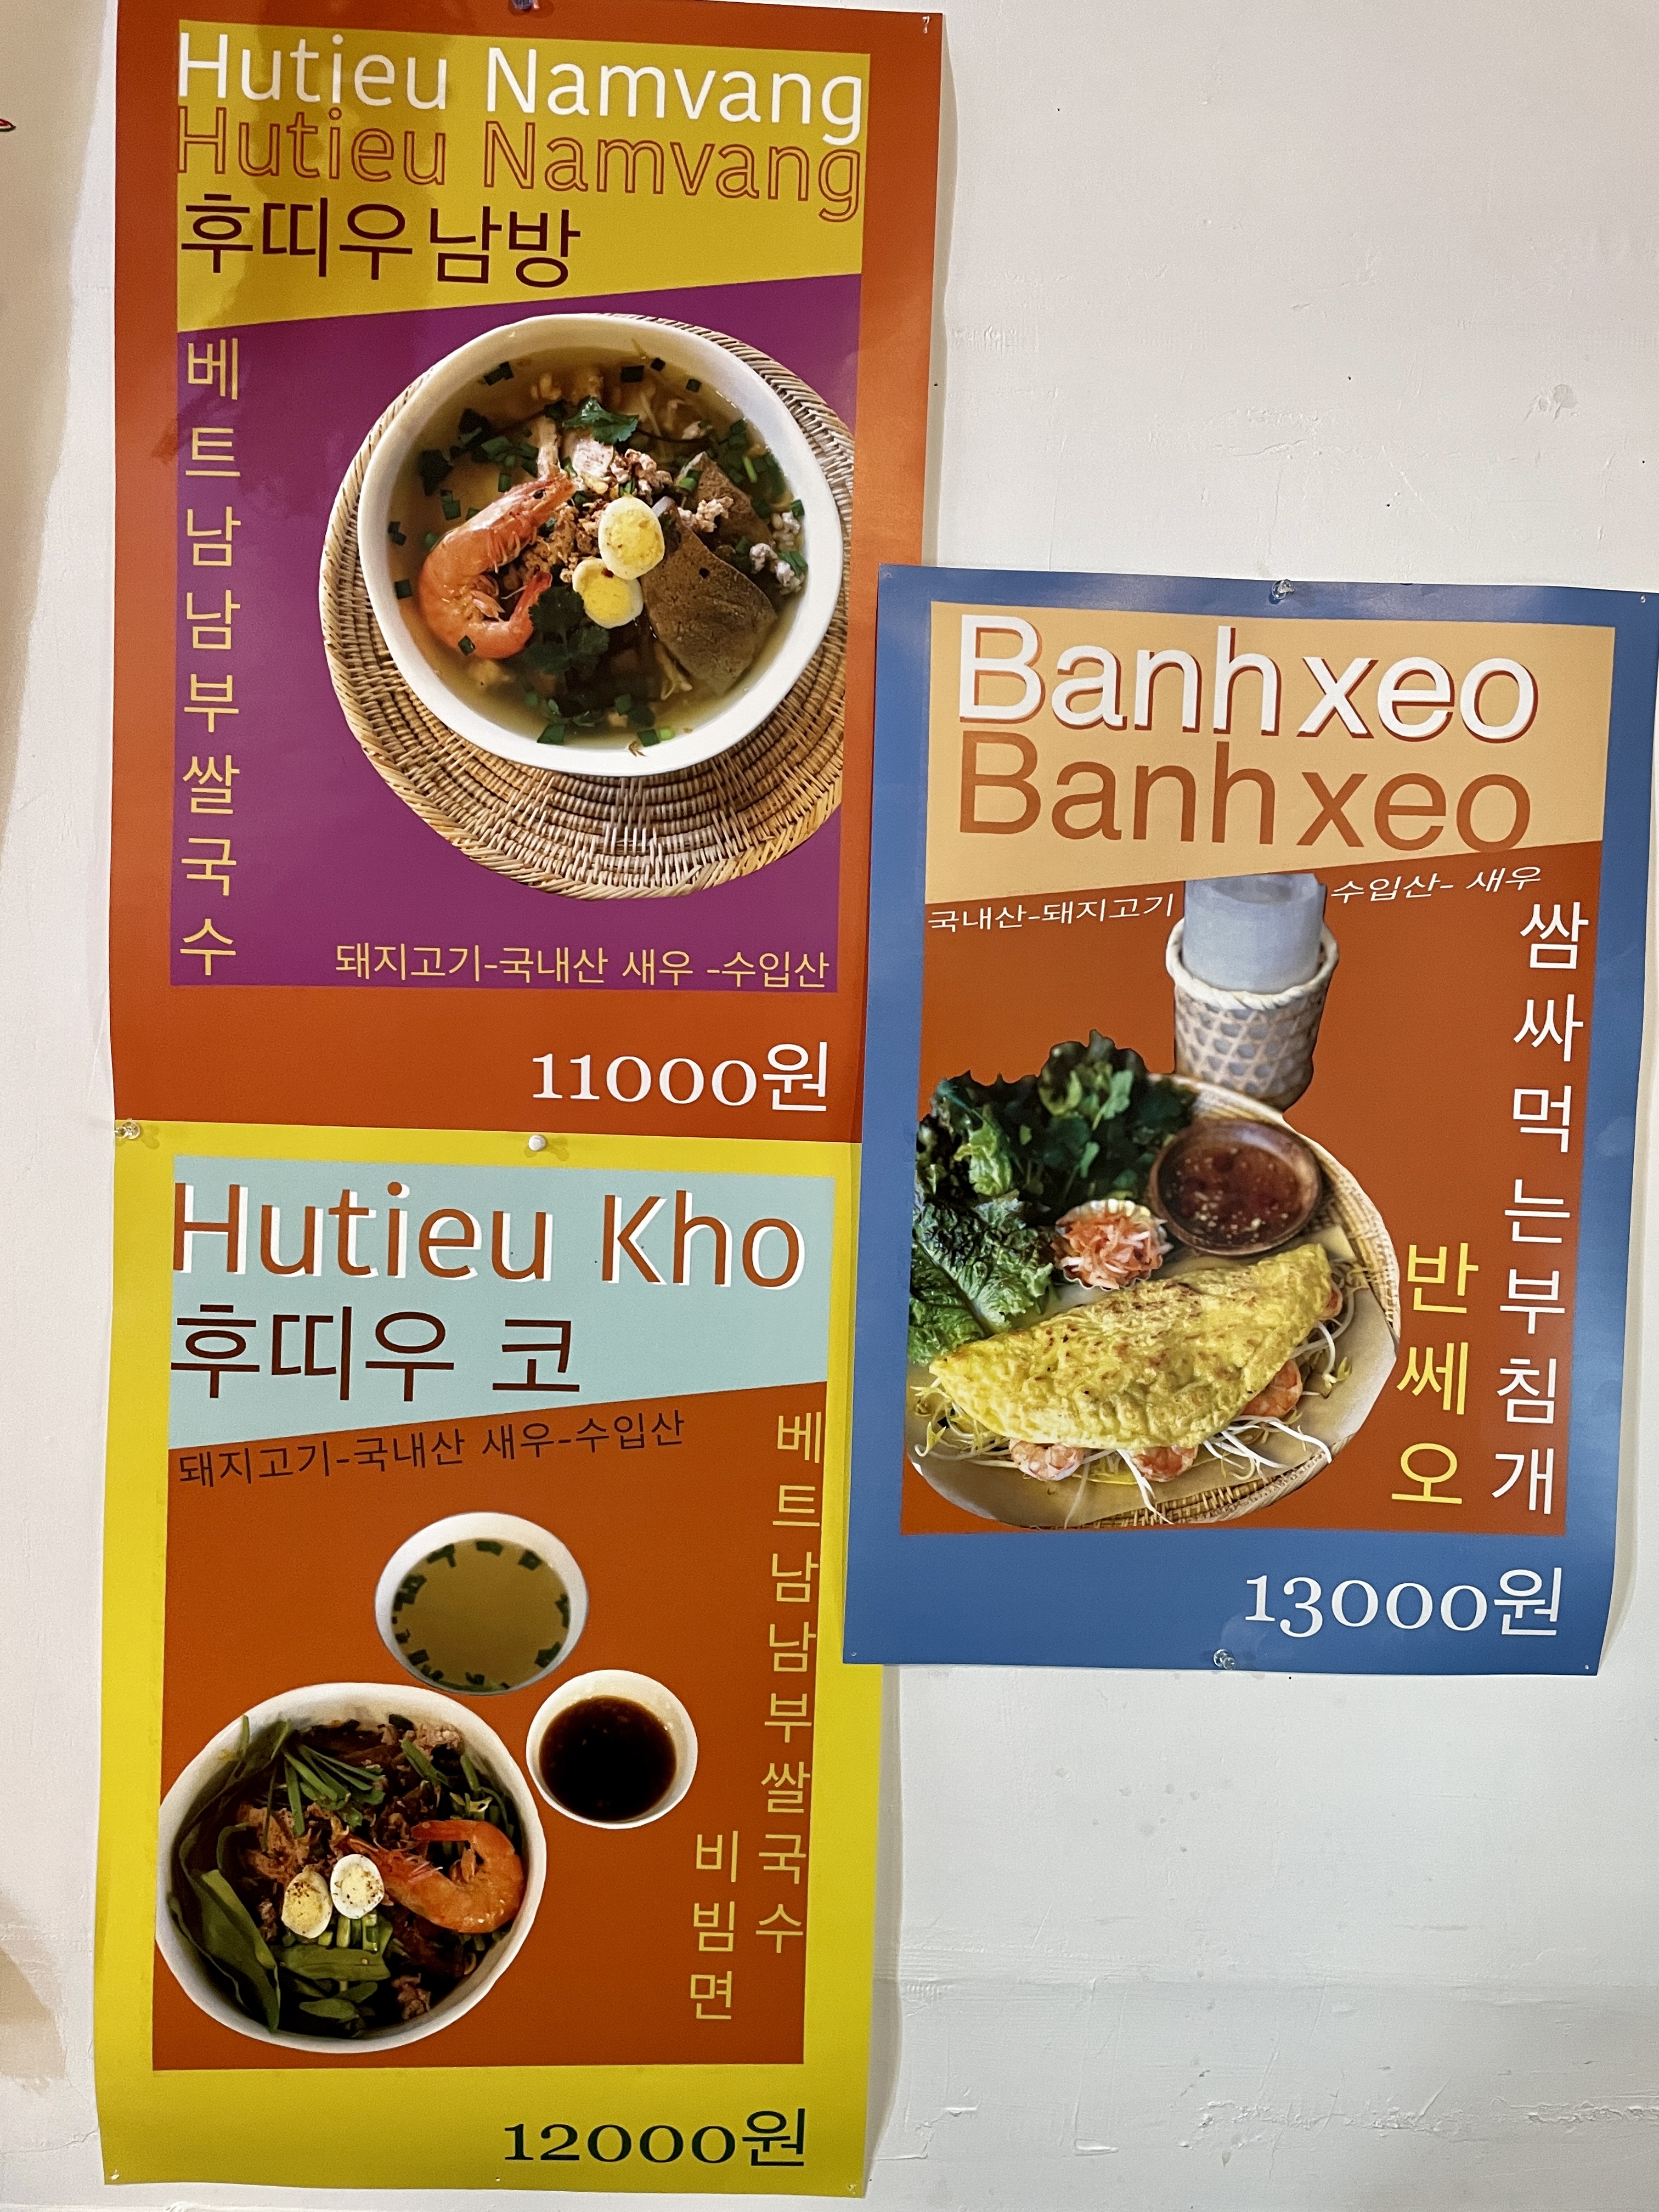 Hutieu Namvang
Hutieu Namvang
후띠우남방
베트남남부쌀국수
돼지고기-국내산 새우 -수입산
11000원
Hutieu Kho
후띠우 코
돼지고기-국내산 새우-수입산
베트남남부쌀국수
비빔면
12000원
Banh xeo
Banh xeo
국내산-돼지고기
수입산- 새우
쌈싸먹는부침개
반쎄오
13000원